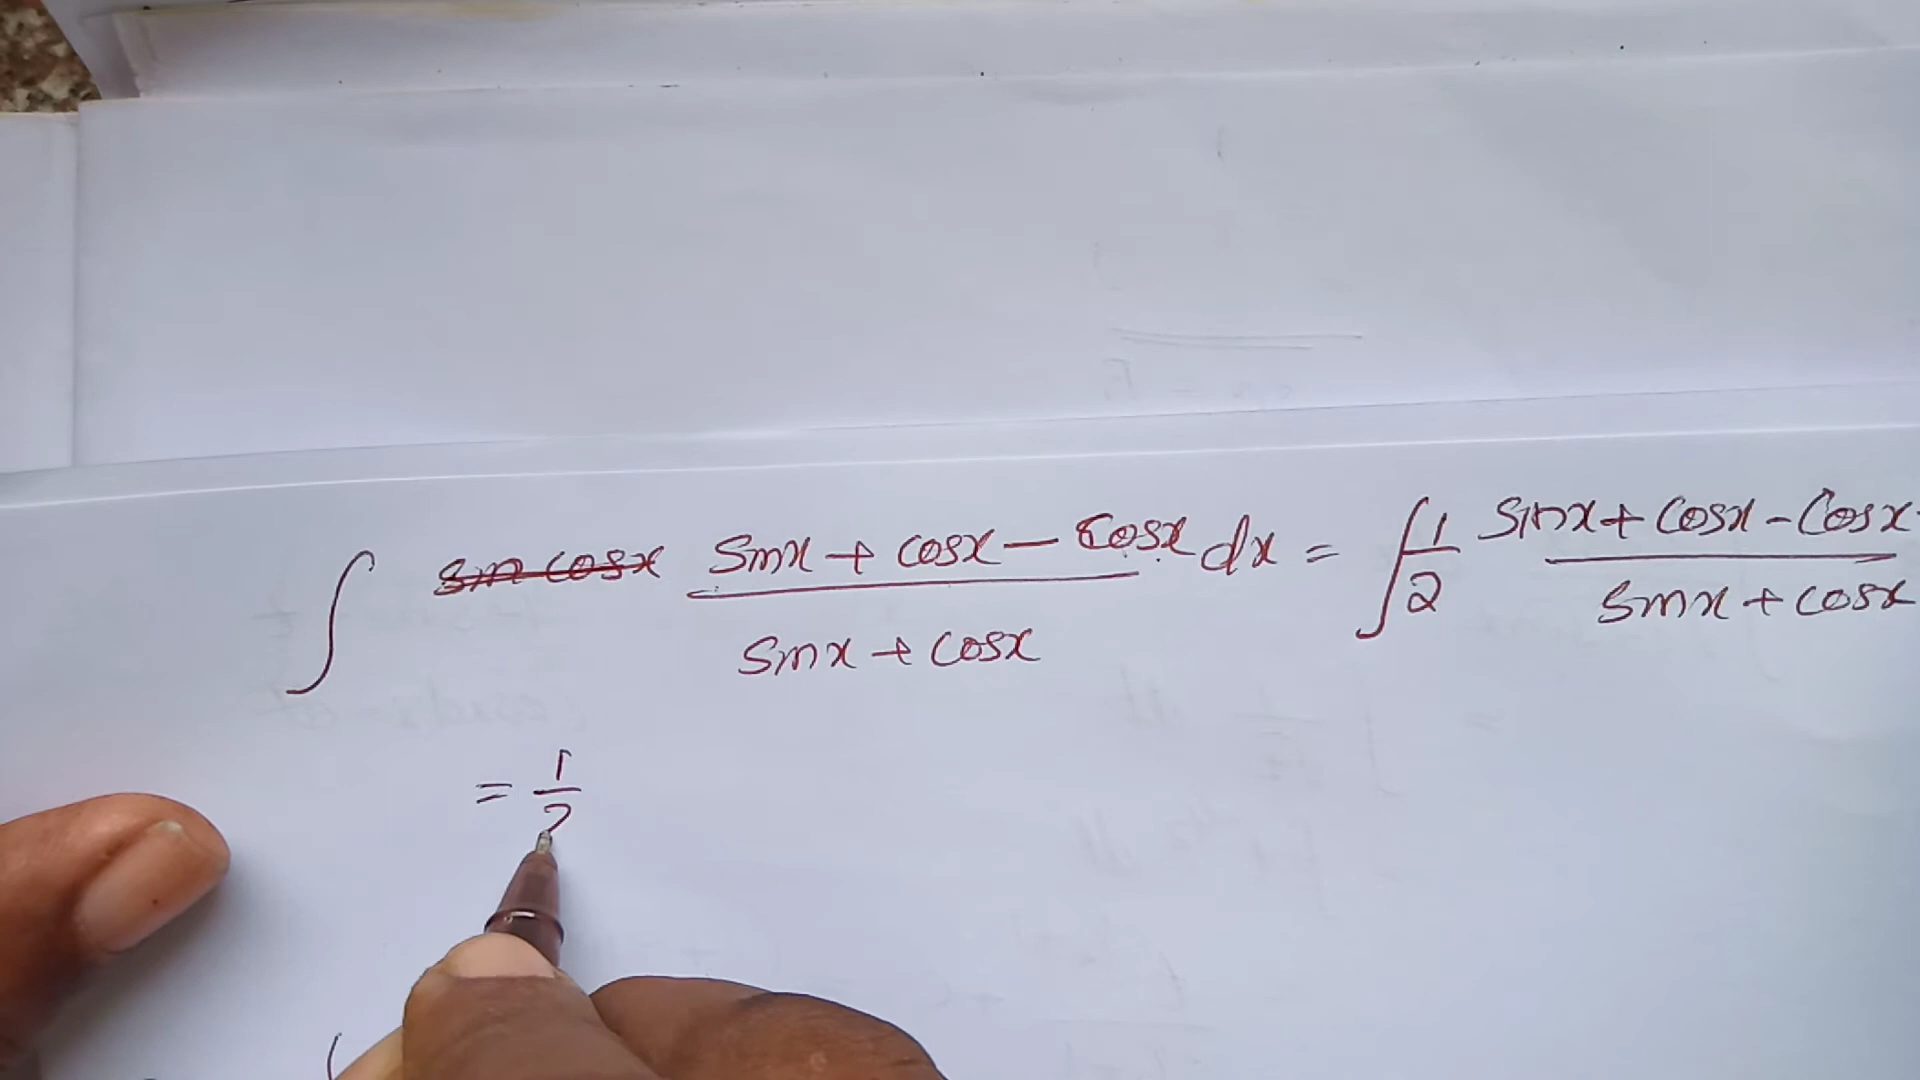 ∫ sin cosx (sinx + cosx − cosx)/(sinx + cosx) dx = ∫ 1/2 (sinx + cosx − cosx)/(sinx + cosx)
= 1/2